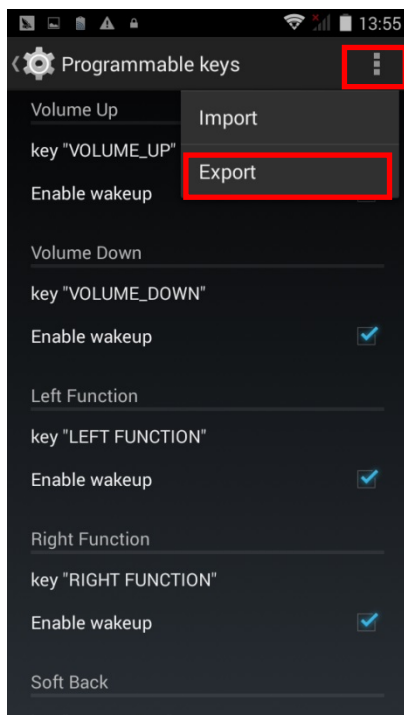 13:55
Programmable keys
Volume Up
Import
key "VOLUME_UP"
Export
Enable wakeup
Volume Down
key "VOLUME_DOWN"
Enable wakeup
Left Function
key "LEFT FUNCTION"
Enable wakeup
Right Function
key "RIGHT FUNCTION"
Enable wakeup
Soft Back